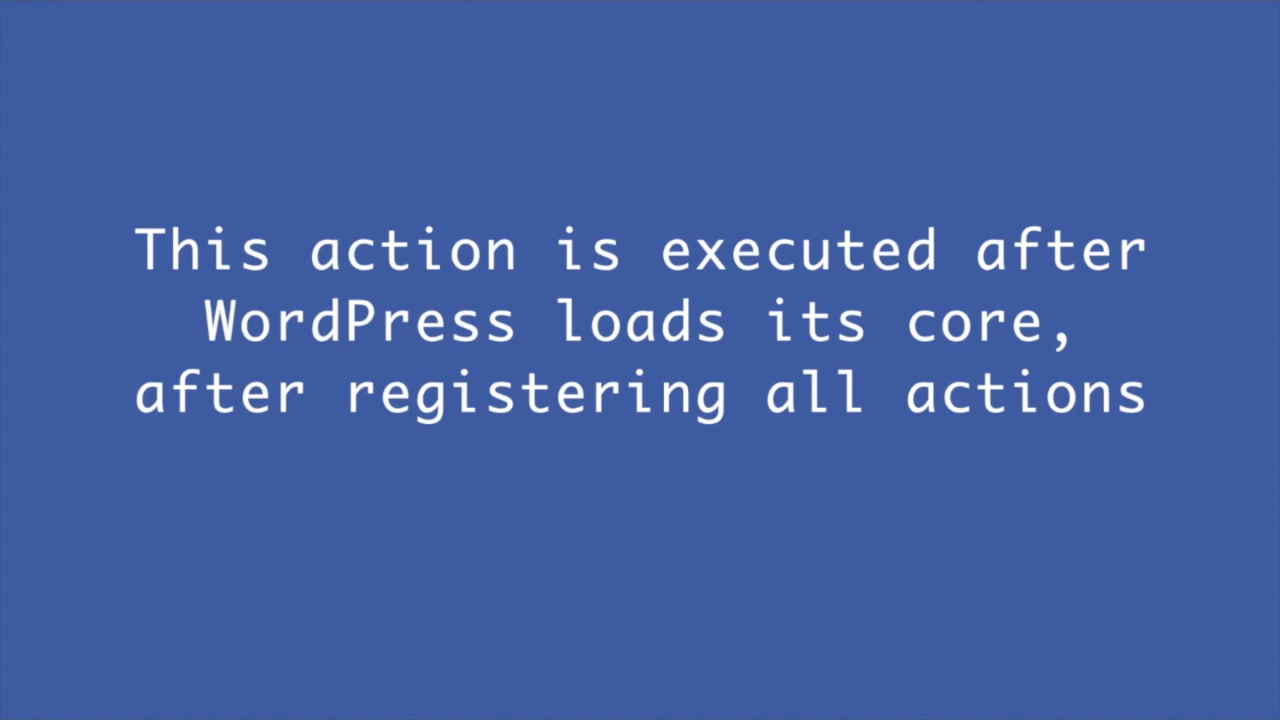 This action is executed after
WordPress loads its core,
after registering all actions